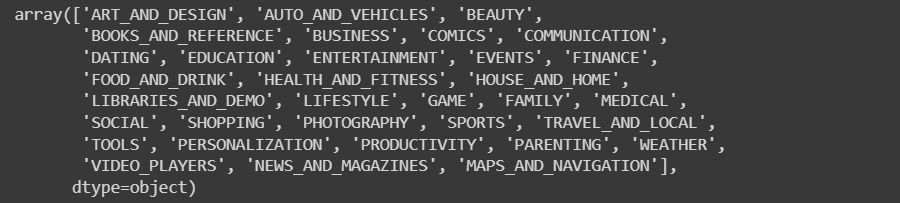 array(['ART_AND_DESIGN', 'AUTO_AND_VEHICLES', 'BEAUTY',
'BOOKS_AND_REFERENCE', 'BUSINESS', 'COMICS', 'COMMUNICATION',
'DATING', 'EDUCATION', 'ENTERTAINMENT', 'EVENTS', 'FINANCE',
'FOOD_AND_DRINK', 'HEALTH_AND_FITNESS', 'HOUSE_AND_HOME',
'LIBRARIES_AND_DEMO', 'LIFESTYLE', 'GAME', 'FAMILY', 'MEDICAL',
'SOCIAL', 'SHOPPING', 'PHOTOGRAPHY', 'SPORTS', 'TRAVEL_AND_LOCAL',
'TOOLS', 'PERSONALIZATION', 'PRODUCTIVITY', 'PARENTING', 'WEATHER',
'VIDEO_PLAYERS', 'NEWS_AND_MAGAZINES', 'MAPS_AND_NAVIGATION'],
dtype=object)